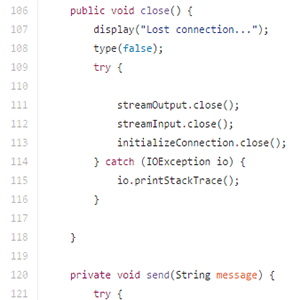 106 public void close() {
107 display("Lost connection...");
108 type(false);
109 try {
110
111 streamOutput.close();
112 streamInput.close();
113 initializeConnection.close();
114 } catch (IOException io) {
115 io.printStackTrace();
116 }
117
118 }
119
120 private void send(String message) {
121 try {